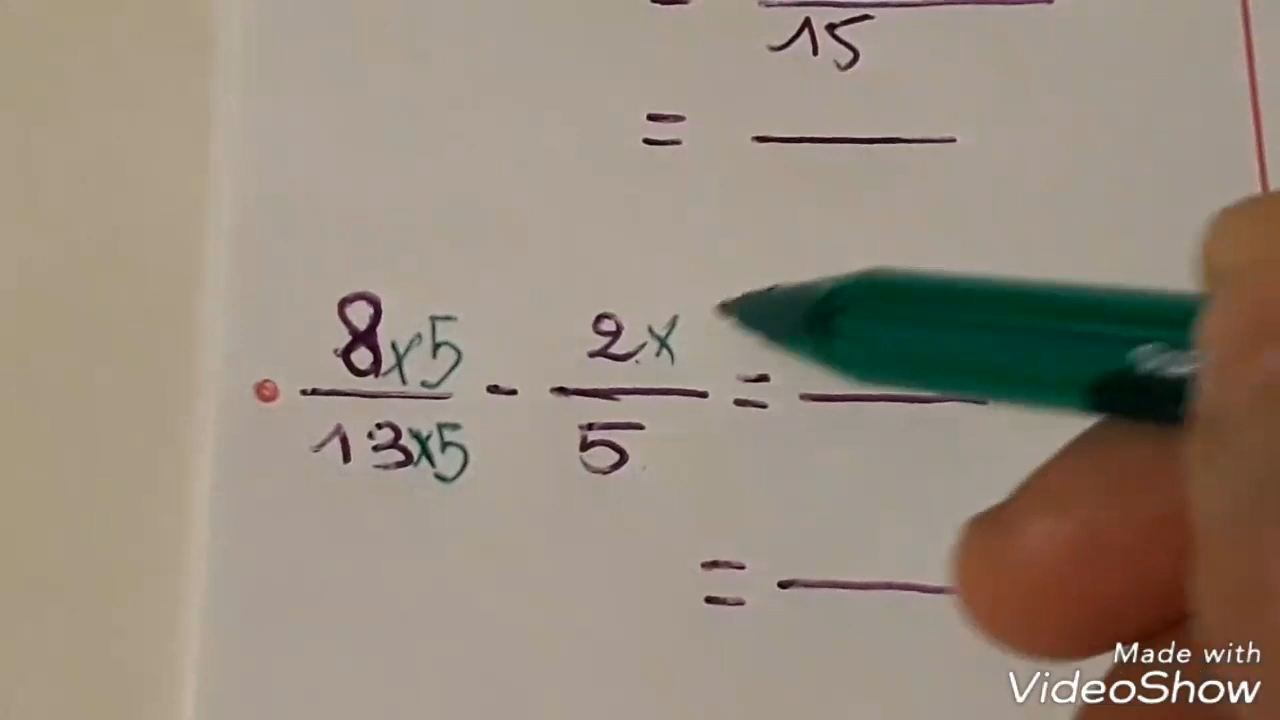 =
15
=
8x5 - 2x =
13x5 5
=
Made with
VideoShow